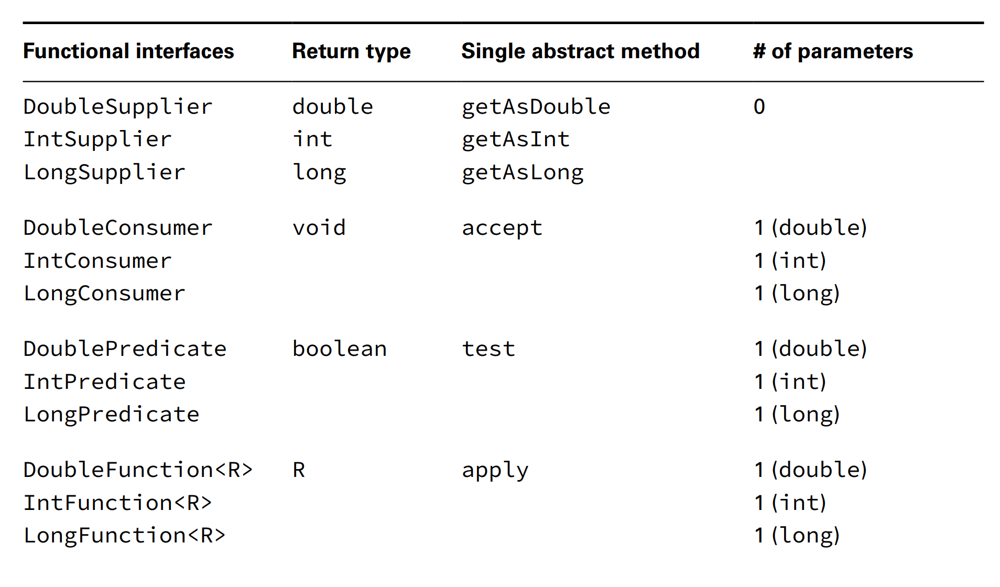 Functional interfaces Return type Single abstract method # of parameters
DoubleSupplier double getAsDouble 0
IntSupplier int getAsInt
LongSupplier long getAsLong
DoubleConsumer void accept 1 (double)
IntConsumer 1 (int)
LongConsumer 1 (long)
DoublePredicate boolean test 1 (double)
IntPredicate 1 (int)
LongPredicate 1 (long)
DoubleFunction<R> R apply 1 (double)
IntFunction<R> 1 (int)
LongFunction<R> 1 (long)